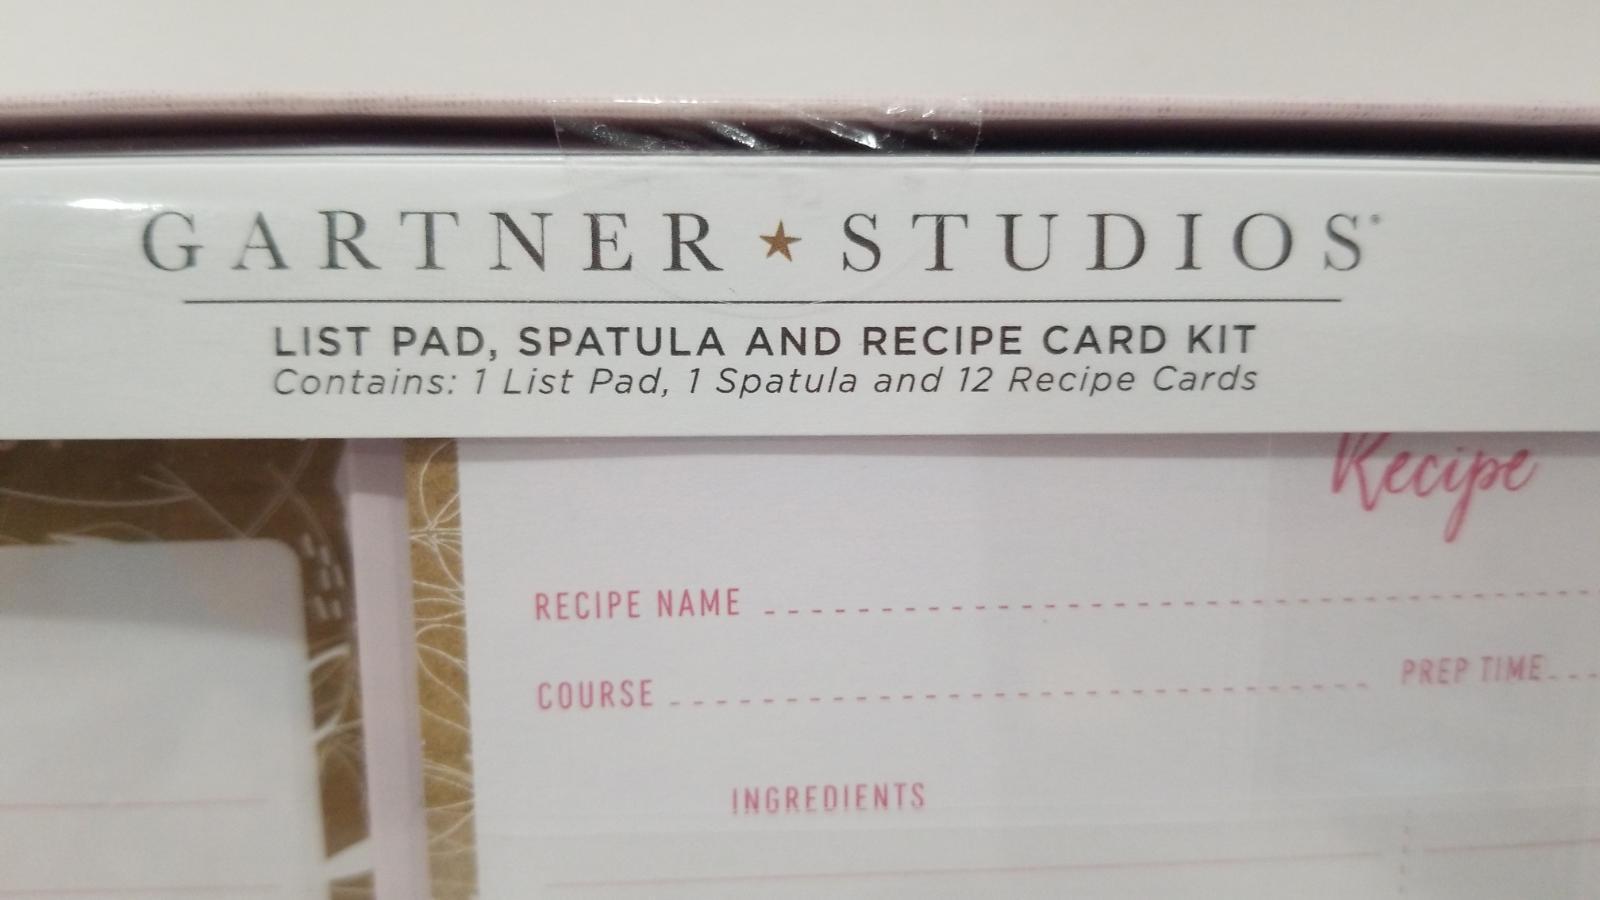 GARTNER ★ STUDIOS®
LIST PAD, SPATULA AND RECIPE CARD KIT
Contains: 1 List Pad, 1 Spatula and 12 Recipe Cards
Recipe
RECIPE NAME
COURSE
PREP TIME
INGREDIENTS